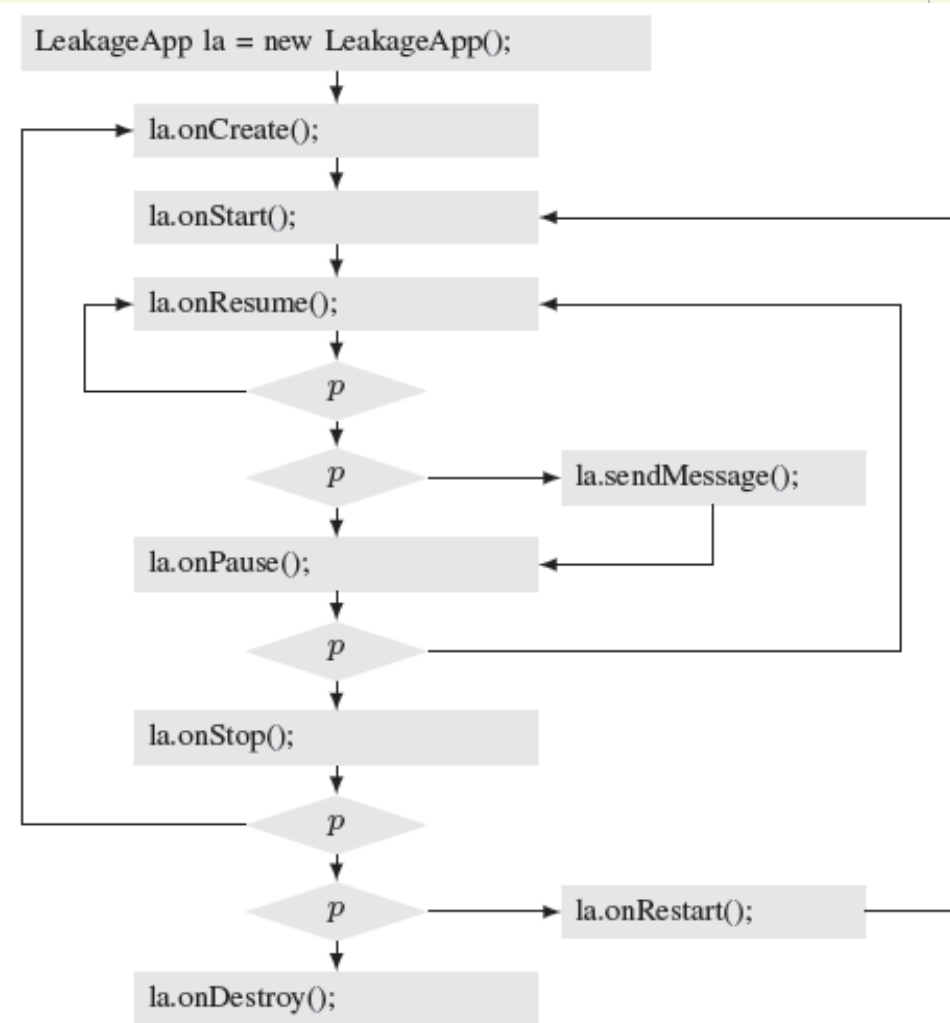 LeakageApp la = new LeakageApp();
la.onCreate();
la.onStart();
la.onResume();
p
p
la.sendMessage();
la.onPause();
p
la.onStop();
p
p
la.onRestart();
la.onDestroy();